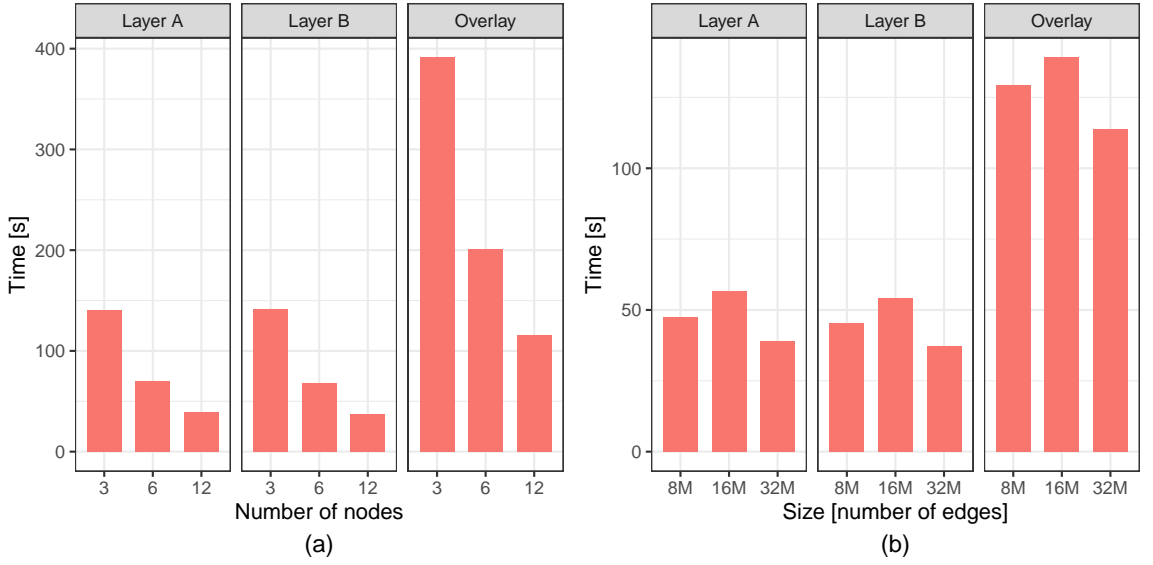 Layer A Layer B Overlay
400
300
200
100
0
Time [s]
3 6 12 3 6 12 3 6 12
Number of nodes
(a)
Layer A Layer B Overlay
100
50
0
Time [s]
8M 16M 32M 8M 16M 32M 8M 16M 32M
Size [number of edges]
(b)